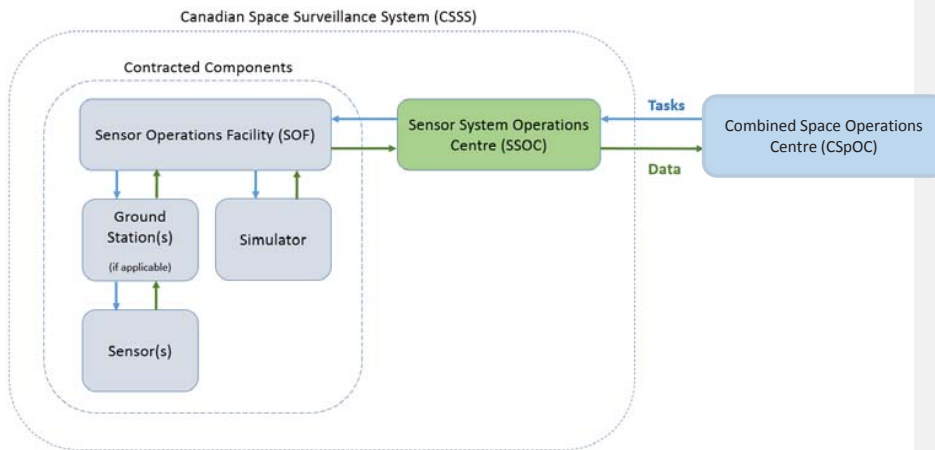 Canadian Space Surveillance System (CSSS)
Contracted Components
Sensor Operations Facility (SOF)
Sensor System Operations
Centre (SSOC)
Tasks
Data
Combined Space Operations
Centre (CSpOC)
Ground
Station(s)
(if applicable)
Simulator
Sensor(s)